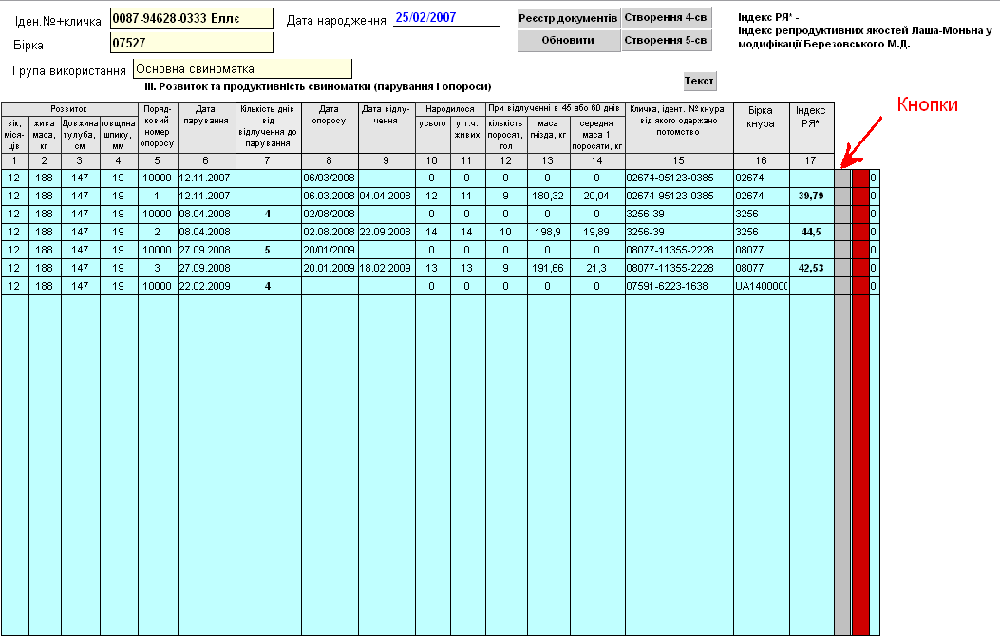 Іден.№+кличка 0087-94628-0333 Еллє Дата народження 25/02/2007 Реєстр документів Створення 4-св
Бірка 07527 Обновити Створення 5-св
Індекс РЯ* -
індекс репродуктивних якостей Лаша-Моньна у
модифікації Березовського М.Д.
Група використання Основна свиноматка
ІІІ. Розвиток та продуктивність свиноматки (парування і опороси) Текст
Кнопки
Розвиток Поряд-ковий номер опоросу Дата парування Кількість днів від відлучення до парування Дата опоросу Дата відлу-чення Народилося При відлученні в 45 або 60 днів Кличка, ідент. № кнура, від якого одержано потомство Бірка кнура Індекс РЯ*
вік, міся-ців жива маса, кг Довжина тулуба, см говщина шпику, мм усього у т.ч. живих кількість поросят, гол маса гнізда, кг середня маса 1 поросяти, кг
1 2 3 4 5 6 7 8 9 10 11 12 13 14 15 16 17
12 188 147 19 10000 12.11.2007 06/03/2008 0 0 0 0 0 02674-95123-0385 02674 0
12 188 147 19 1 12.11.2007 06.03.2008 04.04.2008 12 11 9 180,32 20,04 02674-95123-0385 02674 39,79 0
12 188 147 19 10000 08.04.2008 4 02/08/2008 0 0 0 0 0 3256-39 3256 0
12 188 147 19 2 08.04.2008 02.08.2008 22.09.2008 14 14 10 198,9 19,89 3256-39 3256 44,5 0
12 188 147 19 10000 27.09.2008 5 20/01/2009 0 0 0 0 0 08077-11355-2228 08077 0
12 188 147 19 3 27.09.2008 20.01.2009 18.02.2009 13 13 9 191,66 21,3 08077-11355-2228 08077 42,53 0
12 188 147 19 10000 22.02.2009 4 0 0 0 0 0 07591-6223-1638 UA1400000 0